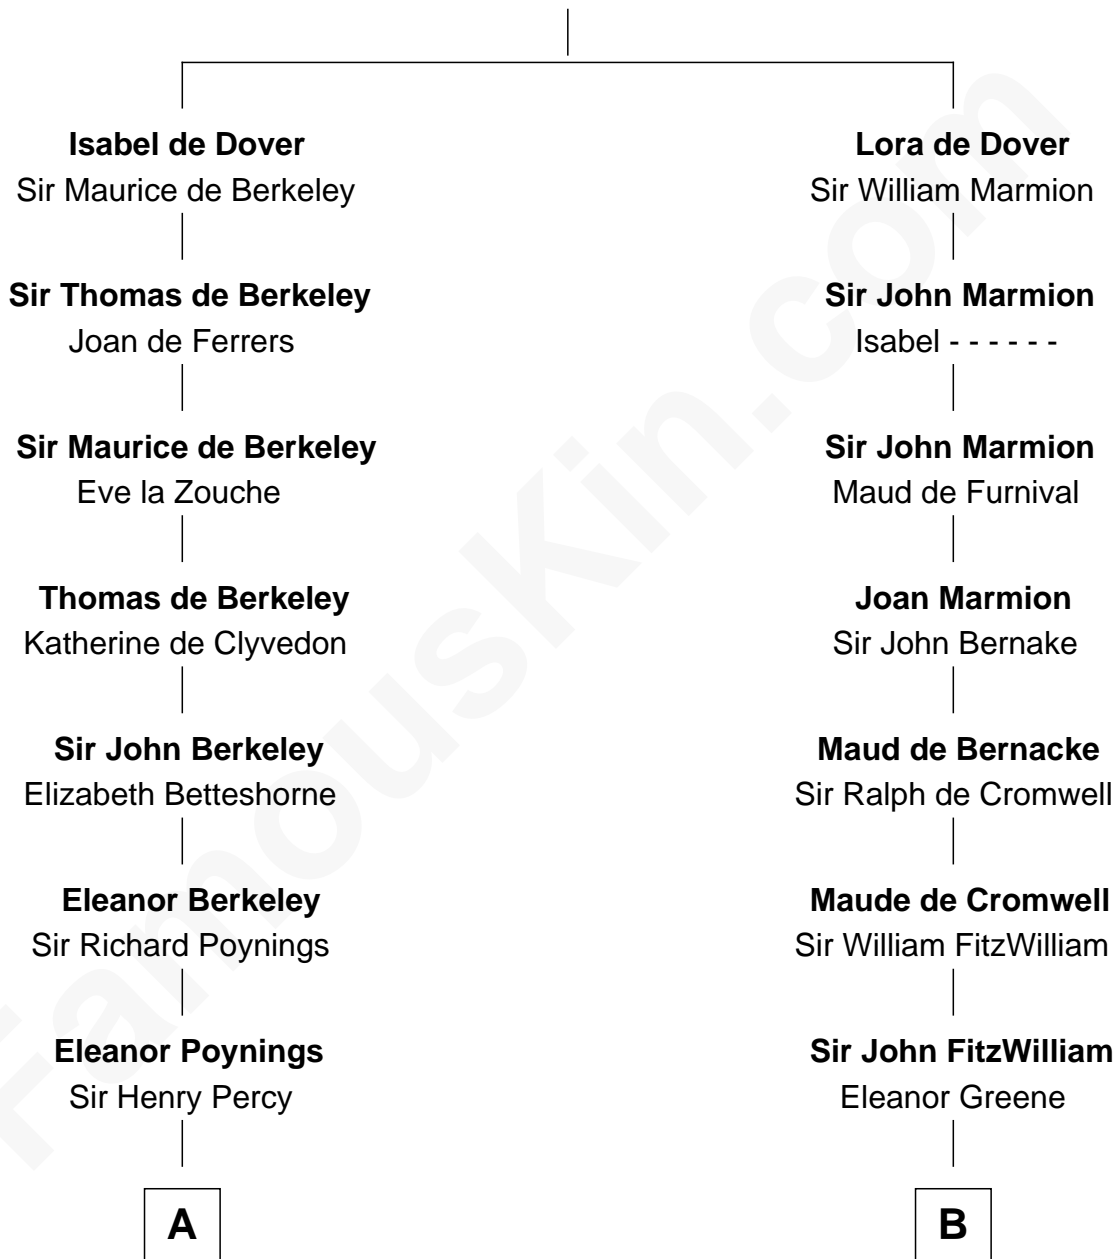 Isabel de Dover
Sir Maurice de Berkeley
Lora de Dover
Sir William Marmion
Sir Thomas de Berkeley
Joan de Ferrers
Sir John Marmion
Isabel - - - - - -
Sir Maurice de Berkeley
Eve la Zouche
Sir John Marmion
Maud de Furnival
Thomas de Berkeley
Katherine de Clyvedon
Joan Marmion
Sir John Bernake
Sir John Berkeley
Elizabeth Betteshorne
Maud de Bernacke
Sir Ralph de Cromwell
Eleanor Berkeley
Sir Richard Poynings
Maude de Cromwell
Sir William FitzWilliam
Eleanor Poynings
Sir Henry Percy
Sir John FitzWilliam
Eleanor Greene
A
B
FamousKin.com